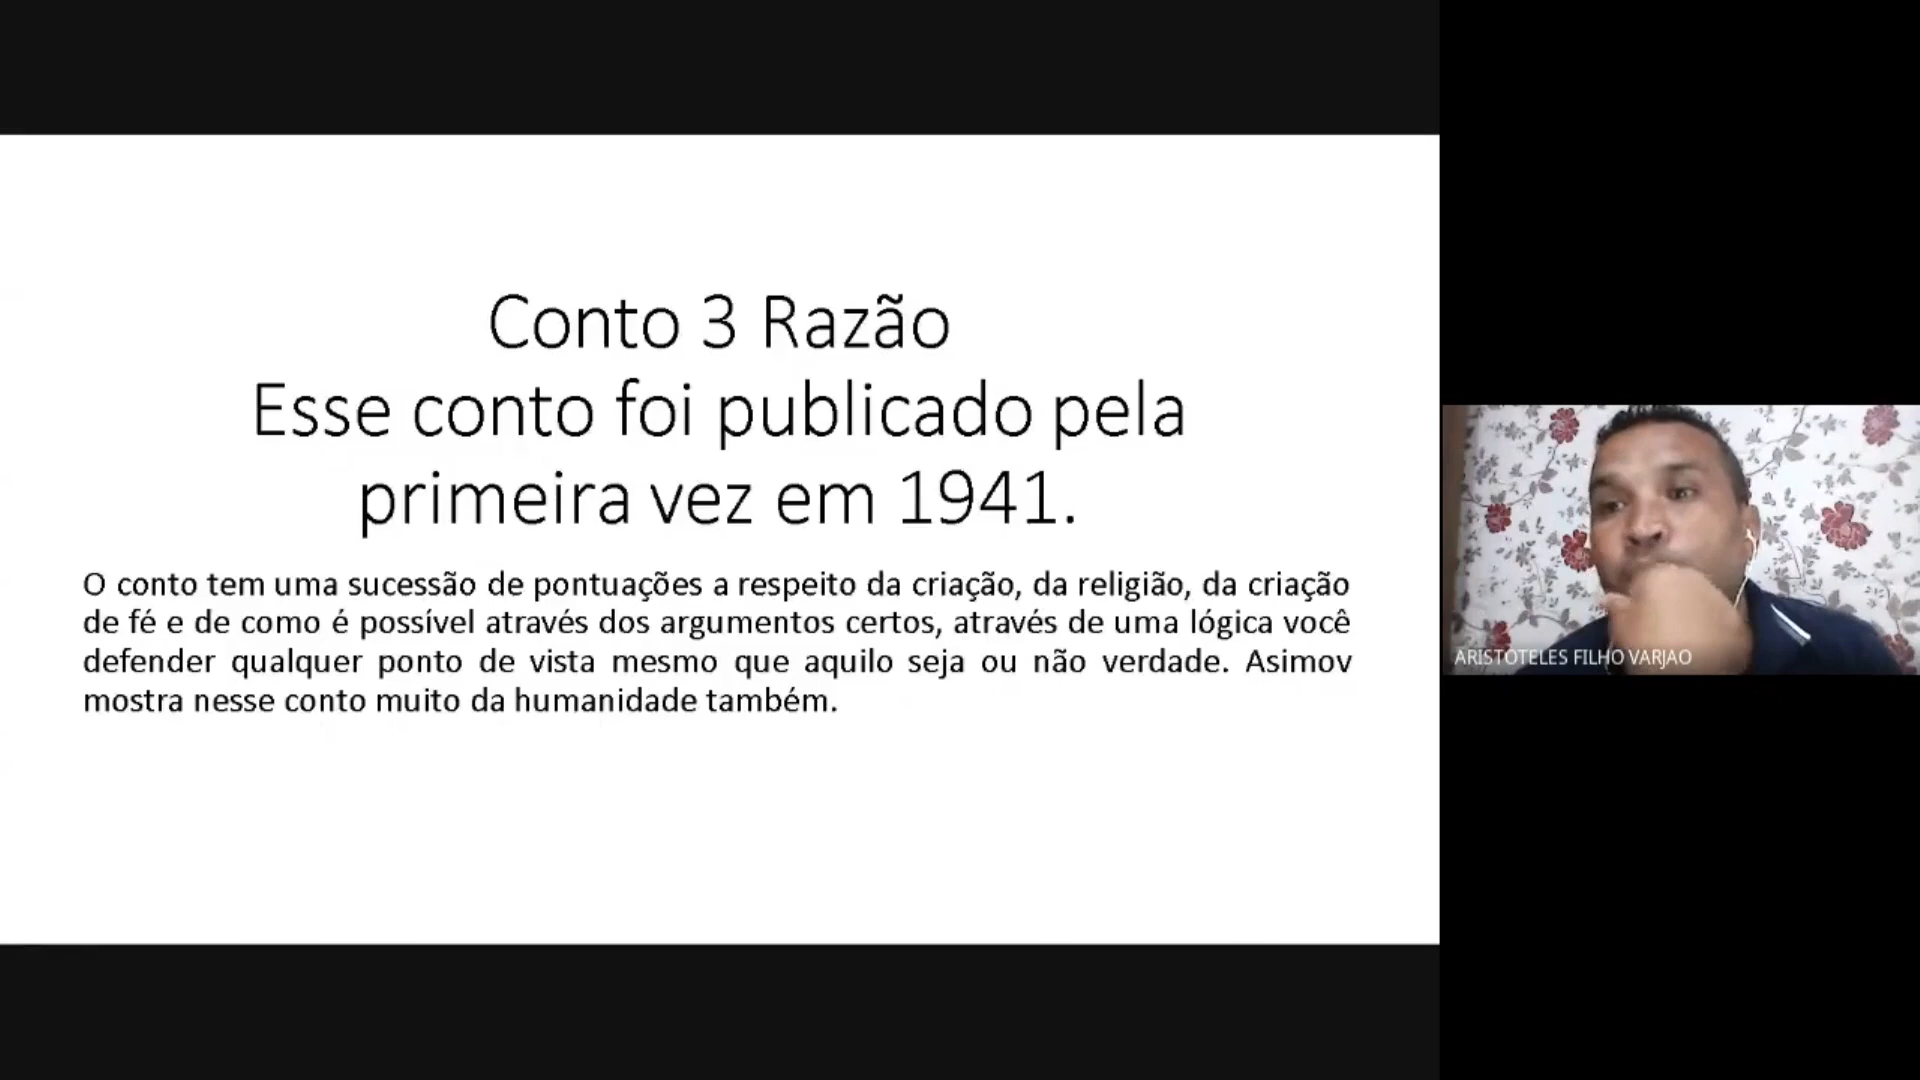 Conto 3 Razão
Esse conto foi publicado pela
primeira vez em 1941.
O conto tem uma sucessão de pontuações a respeito da criação, da religião, da criação
de fé e de como é possível através dos argumentos certos, através de uma lógica você
defender qualquer ponto de vista mesmo que aquilo seja ou não verdade. Asimov
mostra nesse conto muito da humanidade também.
ARISTOTELES FILHO VARJAO